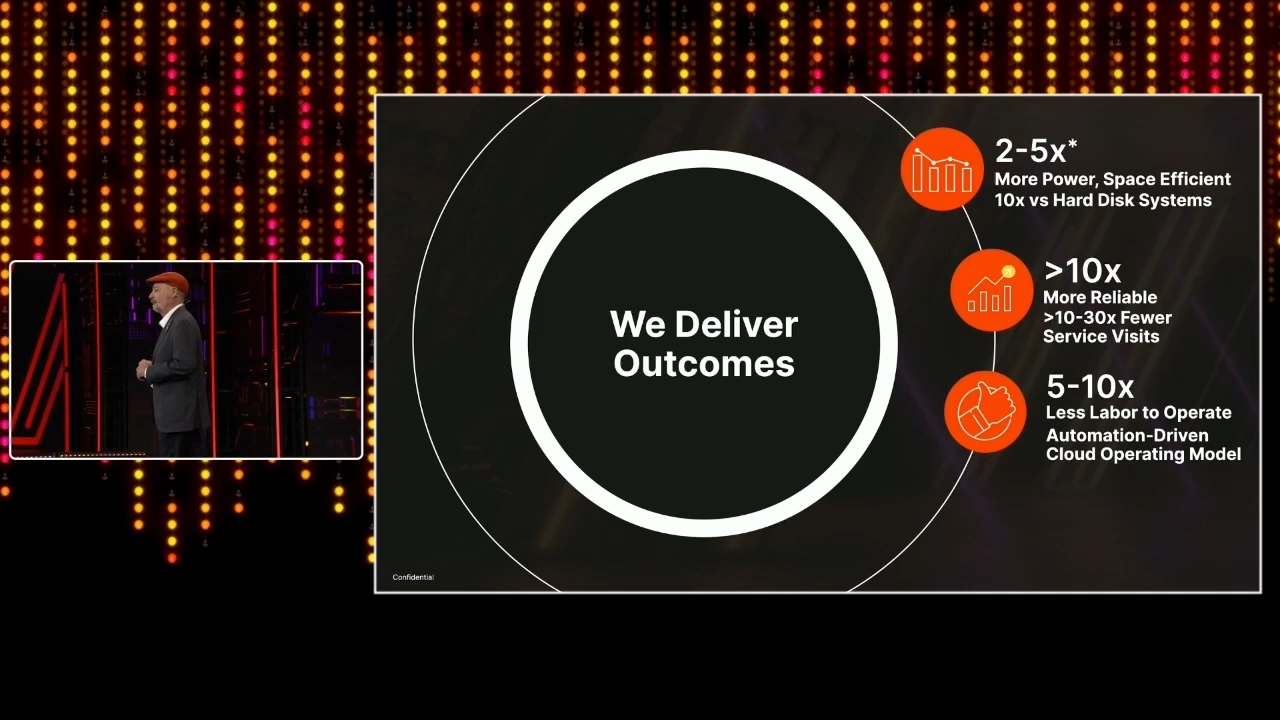 We Deliver
Outcomes
2-5x*
More Power, Space Efficient
10x vs Hard Disk Systems
>10x
More Reliable
>10-30x Fewer
Service Visits
5-10x
Less Labor to Operate
Automation-Driven
Cloud Operating Model
Confidential